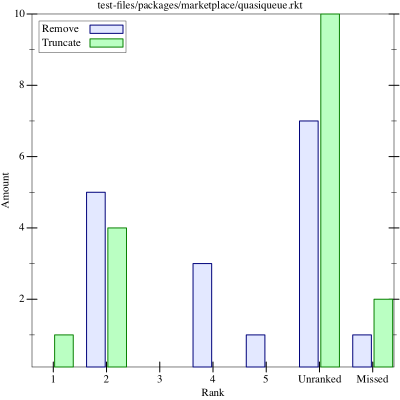 test-files/packages/marketplace/quasiqueue.rkt
Remove
Truncate
10
8
6
4
2
Amount
1 2 3 4 5 Unranked Missed
Rank